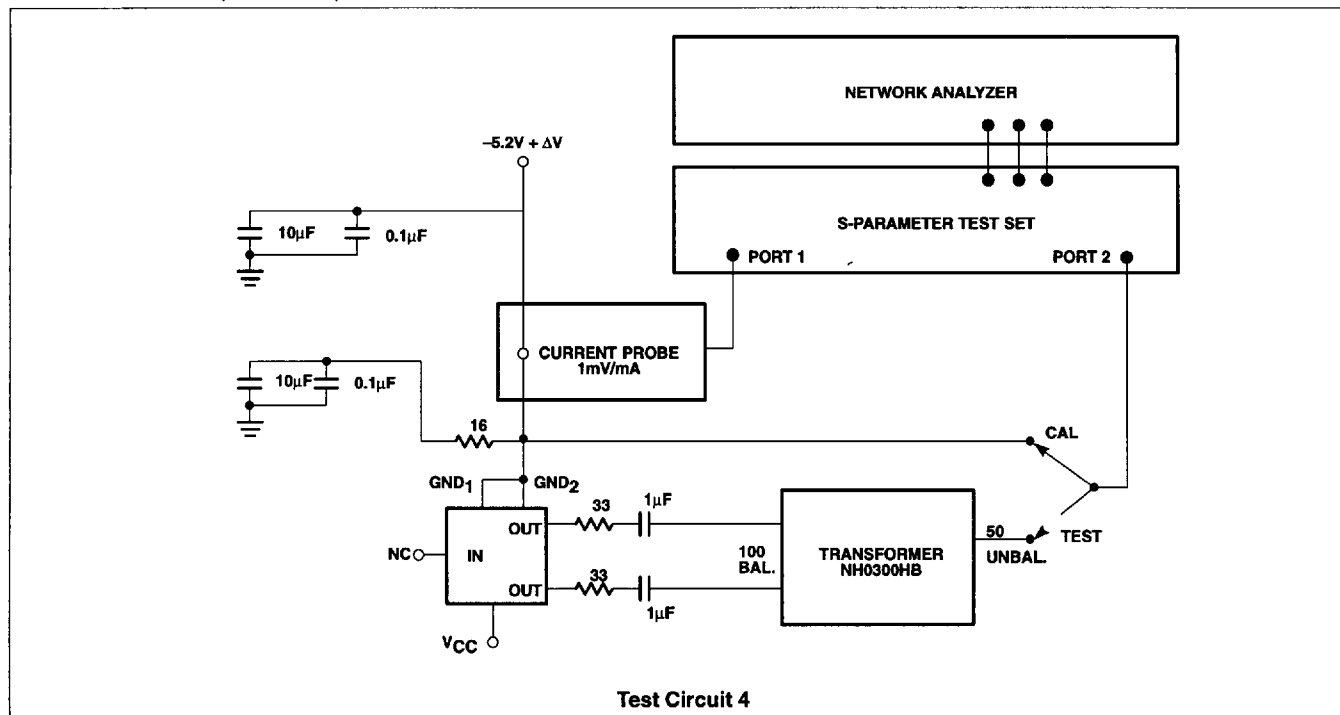 NETWORK ANALYZER
–5.2V + ΔV
S-PARAMETER TEST SET
10µF
0.1µF
PORT 1
PORT 2
CURRENT PROBE
1mV/mA
10µF
0.1µF
16
CAL
GND1
GND2
33
1µF
OUT
50
TEST
NC
IN
100
BAL.
TRANSFORMER
NH0300HB
UNBAL.
OUT
33
1µF
VCC
Test Circuit 4